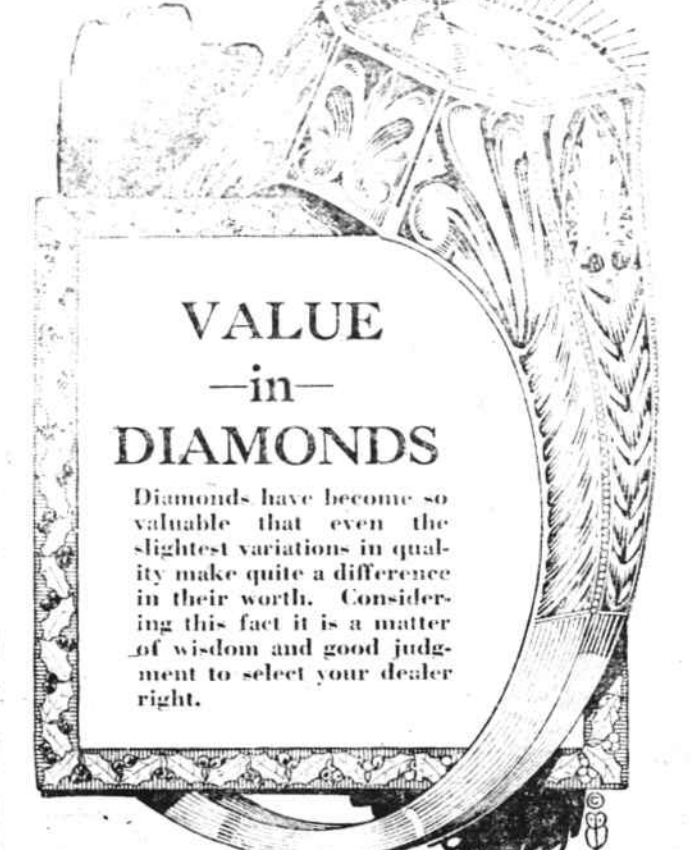 VALUE
—in—
DIAMONDS
Diamonds have become so
valuable that even the
slightest variations in qual-
ity make quite a difference
in their worth. Consider-
ing this fact it is a matter
of wisdom and good judg-
ment to select your dealer
right.
©